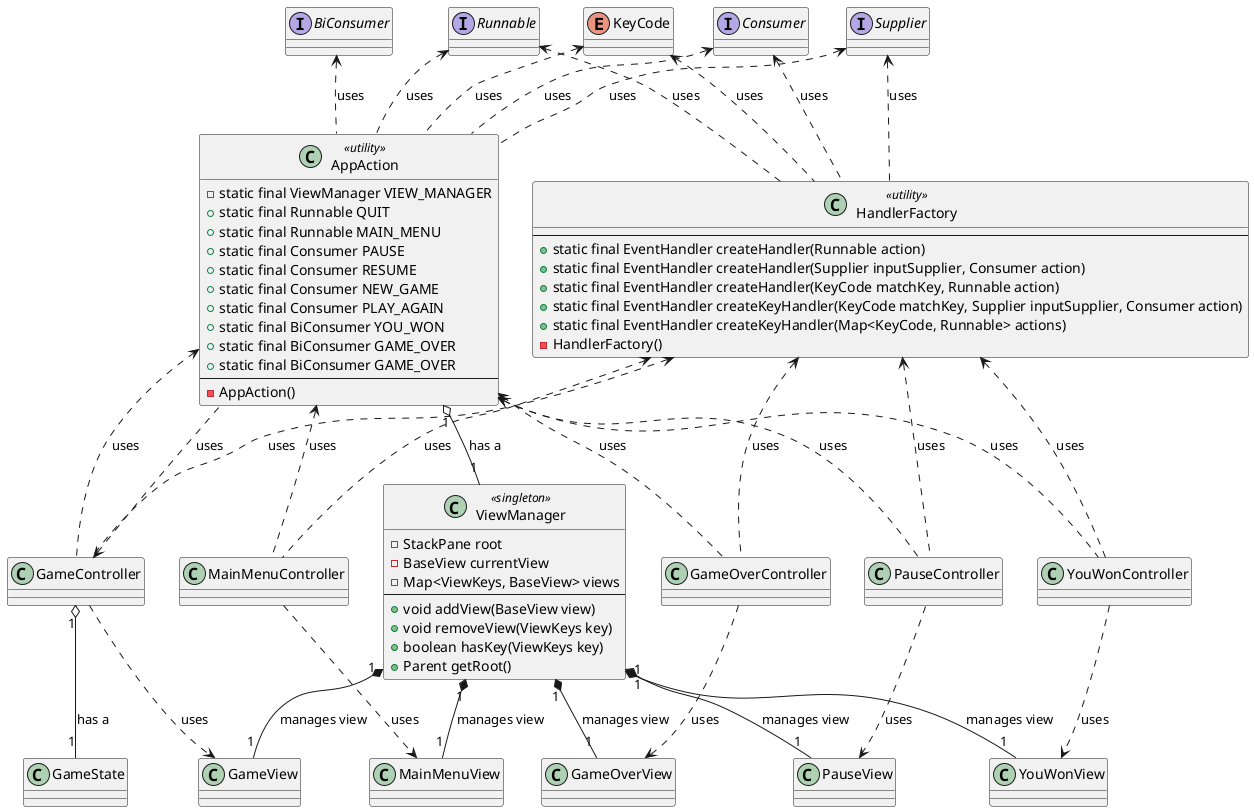 I BiConsumer
I Runnable
E KeyCode
I Consumer
I Supplier
uses
uses
uses
uses
uses
uses
uses
uses
uses
«utility»
C AppAction
static final ViewManager VIEW_MANAGER
static final Runnable QUIT
static final Runnable MAIN_MENU
static final Consumer PAUSE
static final Consumer RESUME
static final Consumer NEW_GAME
static final Consumer PLAY_AGAIN
static final BiConsumer YOU_WON
static final BiConsumer GAME_OVER
static final BiConsumer GAME_OVER
AppAction()
«utility»
C HandlerFactory
static final EventHandler createHandler(Runnable action)
static final EventHandler createHandler(Supplier inputSupplier, Consumer action)
static final EventHandler createHandler(KeyCode matchKey, Runnable action)
static final EventHandler createKeyHandler(KeyCode matchKey, Supplier inputSupplier, Consumer action)
static final EventHandler createKeyHandler(Map<KeyCode, Runnable> actions)
HandlerFactory()
1
uses
uses
uses
uses
uses
has a
uses
uses
uses
uses
uses
1
«singleton»
C ViewManager
StackPane root
BaseView currentView
Map<ViewKeys, BaseView> views
void addView(BaseView view)
void removeView(ViewKeys key)
boolean hasKey(ViewKeys key)
Parent getRoot()
C GameController
C MainMenuController
C GameOverController
C PauseController
C YouWonController
1
1
1
1
1
1
has a
uses
manages view
uses
manages view
manages view
uses
manages view
uses
manages view
uses
1
1
1
1
1
1
C GameState
C GameView
C MainMenuView
C GameOverView
C PauseView
C YouWonView